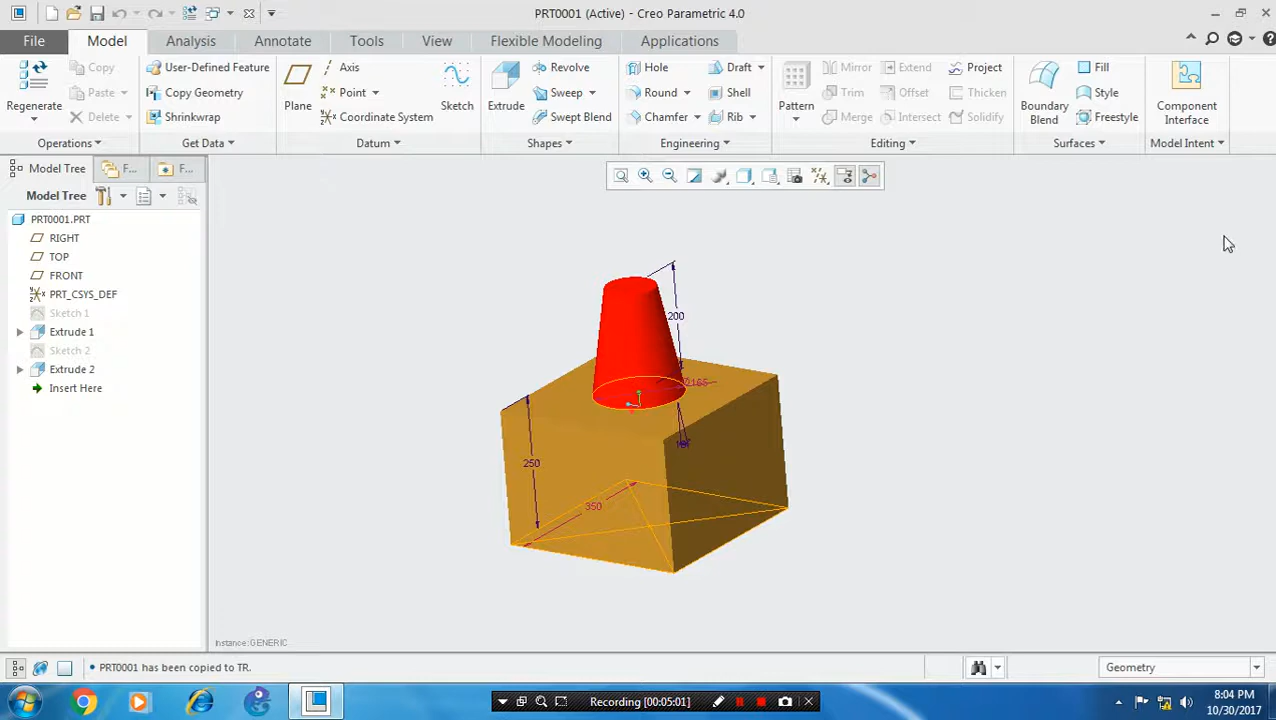 PRT0001 (Active) - Creo Parametric 4.0
File Model Analysis Annotate Tools View Flexible Modeling Applications
Regenerate
Copy
Paste
Delete
Operations
User-Defined Feature
Copy Geometry
Shrinkwrap
Get Data
Plane
Axis
Point
Coordinate System
Sketch
Datum
Extrude
Revolve
Sweep
Swept Blend
Shapes
Hole
Round
Chamfer
Draft
Shell
Rib
Engineering
Pattern
Mirror
Trim
Merge
Extend
Offset
Intersect
Project
Thicken
Solidify
Editing
Boundary
Blend
Fill
Style
Freestyle
Surfaces
Component
Interface
Model Intent
Model Tree F... F...
Model Tree
PRT0001.PRT
RIGHT
TOP
FRONT
PRT_CSYS_DEF
Sketch 1
Extrude 1
Sketch 2
Extrude 2
Insert Here
200
250
350
Instance:GENERIC
PRT0001 has been copied to TR.
Geometry
Recording [00:05:01]
8:04 PM
10/30/2017